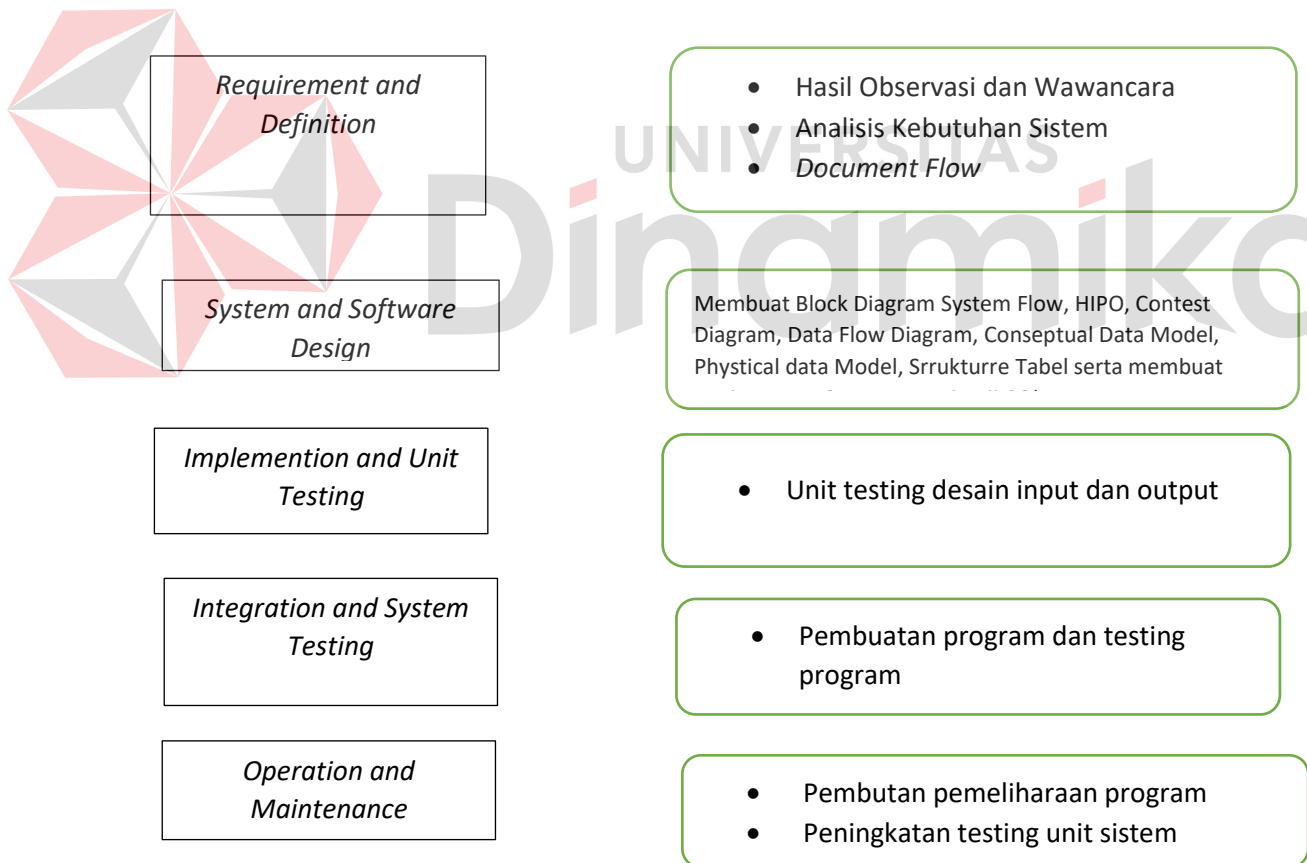 Requirement and
Definition
• Hasil Observasi dan Wawancara
• Analisis Kebutuhan Sistem
• Document Flow
UNIVERSITAS
Dinamika
System and Software
Design
Membuat Block Diagram System Flow, HIPO, Contest
Diagram, Data Flow Diagram, Conseptual Data Model,
Phystical data Model, Srrukturre Tabel serta membuat
Implemention and Unit
Testing
• Unit testing desain input dan output
Integration and System
Testing
• Pembuatan program dan testing
program
Operation and
Maintenance
• Pembutan pemeliharaan program
• Peningkatan testing unit sistem